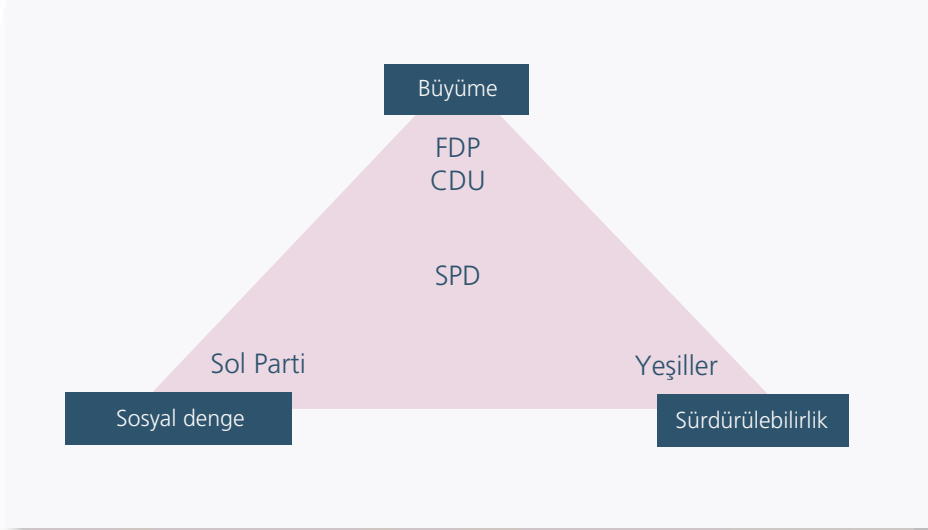 Büyüme
FDP
CDU
SPD
Sol Parti
Yeşiller
Sosyal denge
Sürdürülebilirlik